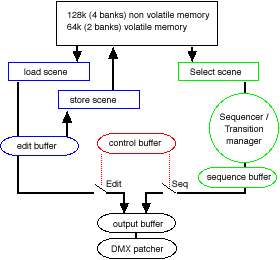 128k (4 banks) non volatile memory
64k (2 banks) volatile memory
load scene
Select scene
store scene
Sequencer /
Transition
manager
edit buffer
control buffer
sequence buffer
Edit
Seq
output buffer
DMX patcher